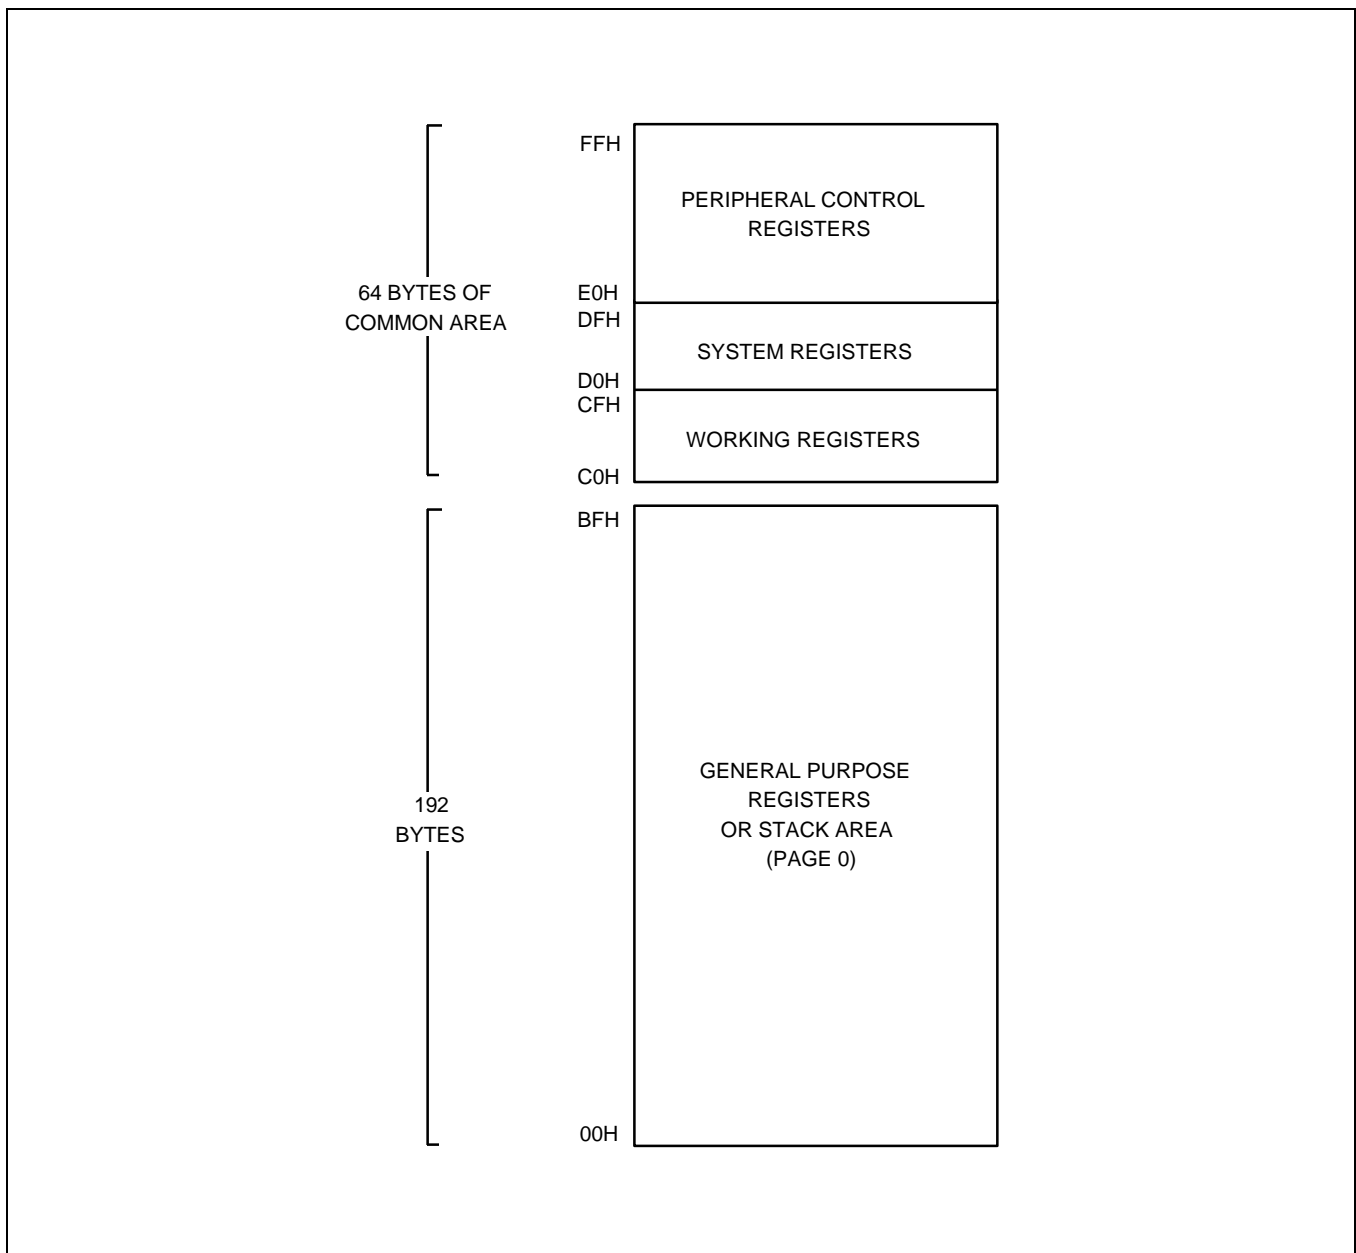 FFH
PERIPHERAL CONTROL
REGISTERS
64 BYTES OF
COMMON AREA
E0H
DFH
SYSTEM REGISTERS
D0H
CFH
WORKING REGISTERS
C0H
BFH
GENERAL PURPOSE
REGISTERS
OR STACK AREA
(PAGE 0)
192
BYTES
00H